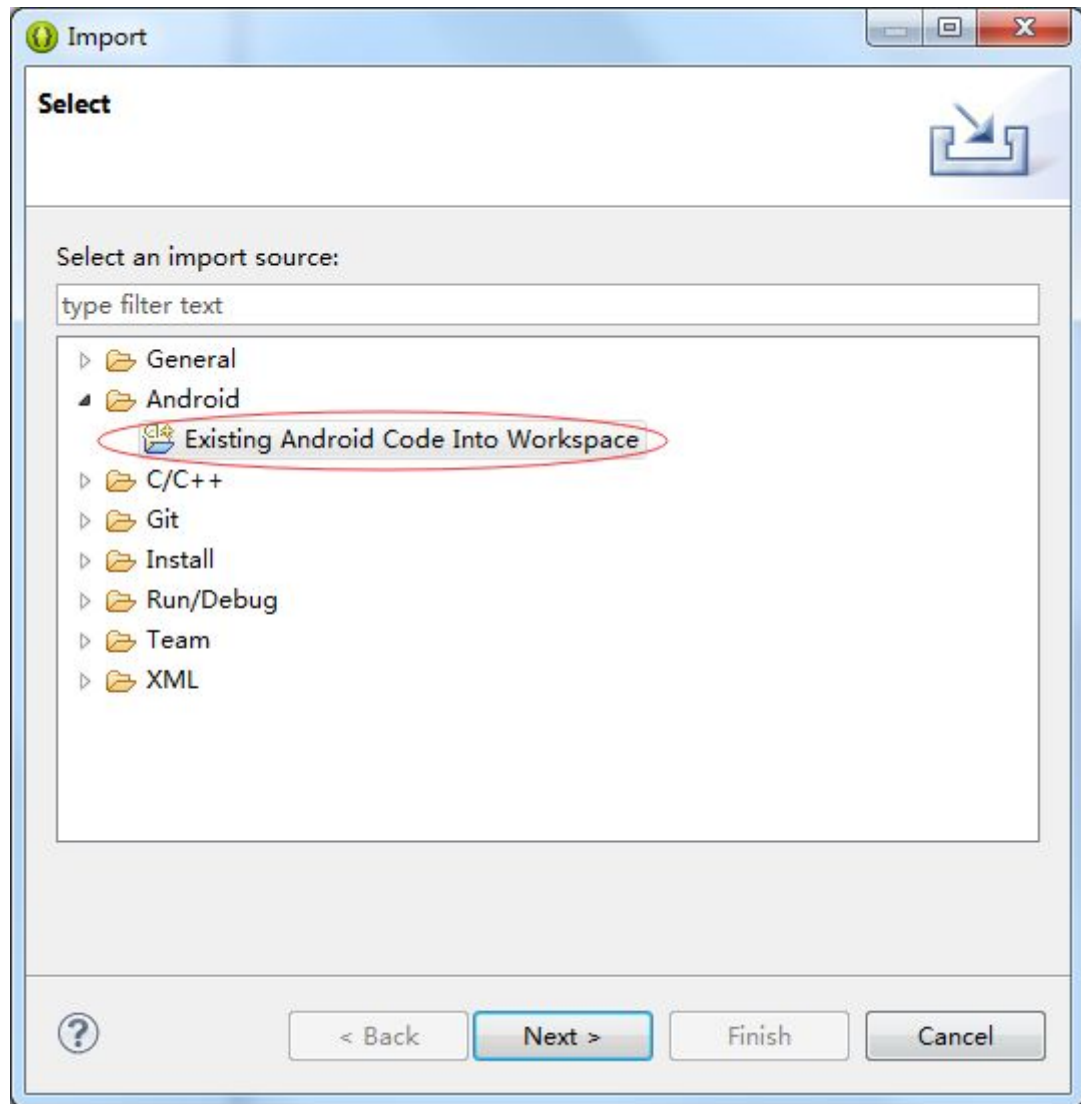 Import
Select
Select an import source:
type filter text
General
Android
Existing Android Code Into Workspace
C/C++
Git
Install
Run/Debug
Team
XML
?
< Back
Next >
Finish
Cancel